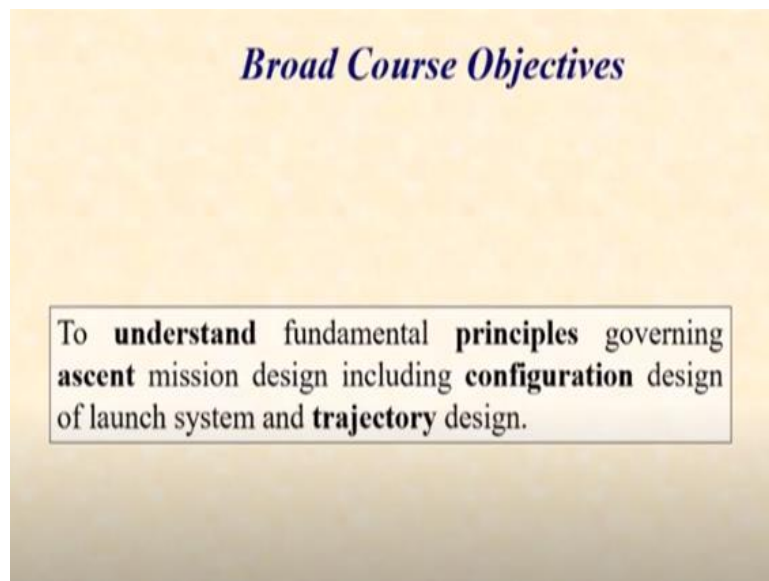 Broad Course Objectives
To understand fundamental principles governing
ascent mission design including configuration design
of launch system and trajectory design.